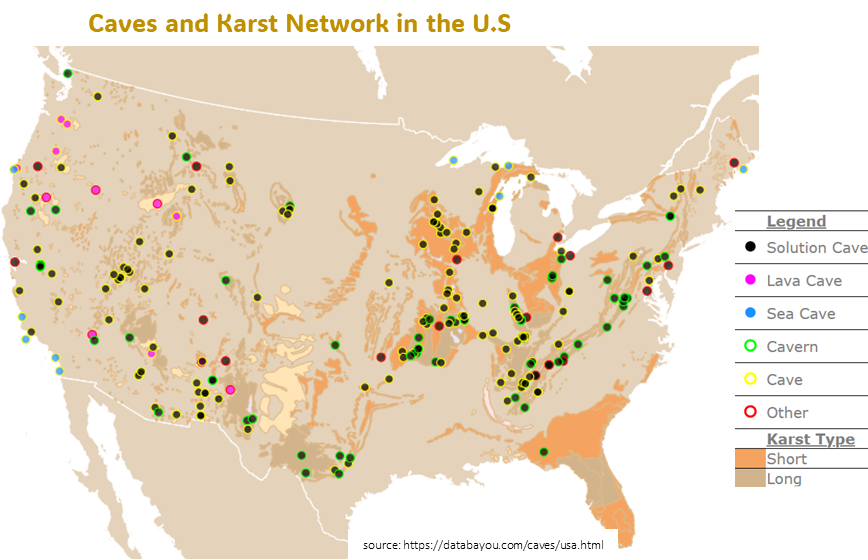 Caves and Karst Network in the U.S
Legend
Solution Cave
Lava Cave
Sea Cave
Cavern
Cave
Other
Karst Type
Short
Long
source: https://databayou.com/caves/usa.html